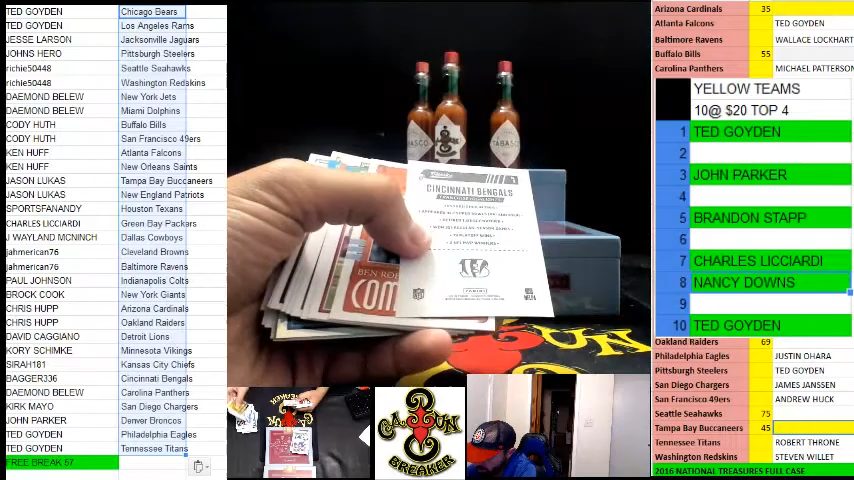 TED GOYDEN Chicago Bears
TED GOYDEN Los Angeles Rams
JESSE LARSON Jacksonville Jaguars
JOHNS HERO Pittsburgh Steelers
richie50448 Seattle Seahawks
richie50448 Washington Redskins
DAEMOND BELEW New York Jets
DAEMOND BELEW Miami Dolphins
CODY HUTH Buffalo Bills
CODY HUTH San Francisco 49ers
KEN HUFF Atlanta Falcons
KEN HUFF New Orleans Saints
JASON LUKAS Tampa Bay Buccaneers
JASON LUKAS New England Patriots
SPORTSFANANDY Houston Texans
CHARLES LICCIARDI Green Bay Packers
J WAYLAND MCNINCH Dallas Cowboys
jahmerican76 Cleveland Browns
jahmerican76 Baltimore Ravens
PAUL JOHNSON Indianapolis Colts
BROCK COOK New York Giants
CHRIS HUPP Arizona Cardinals
CHRIS HUPP Oakland Raiders
DAVID CAGGIANO Detroit Lions
KORY SCHIMKE Minnesota Vikings
SIRAH181 Kansas City Chiefs
BAGGER336 Cincinnati Bengals
DAEMOND BELEW Carolina Panthers
KIRK MAYO San Diego Chargers
JOHN PARKER Denver Broncos
TED GOYDEN Philadelphia Eagles
TED GOYDEN Tennessee Titans
FREE BREAK 57
CINCINNATI BENGALS
PANINI
NFL
BEN RO
COM
TABASCO
CAJUN
BREAKER
Arizona Cardinals 35
Atlanta Falcons TED GOYDEN
Baltimore Ravens WALLACE LOCKHART
Buffalo Bills 55
Carolina Panthers MICHAEL PATTERSON
YELLOW TEAMS
10@ $20 TOP 4
1 TED GOYDEN
2
3 JOHN PARKER
4
5 BRANDON STAPP
6
7 CHARLES LICCIARDI
8 NANCY DOWNS
9
10 TED GOYDEN
Oakland Raiders 69
Philadelphia Eagles JUSTIN OHARA
Pittsburgh Steelers TED GOYDEN
San Diego Chargers JAMES JANSSEN
San Francisco 49ers ANDREW HUCK
Seattle Seahawks 75
Tampa Bay Buccaneers 45
Tennessee Titans ROBERT THRONE
Washington Redskins STEVEN WILLET
2016 NATIONAL TREASURES FULL CASE